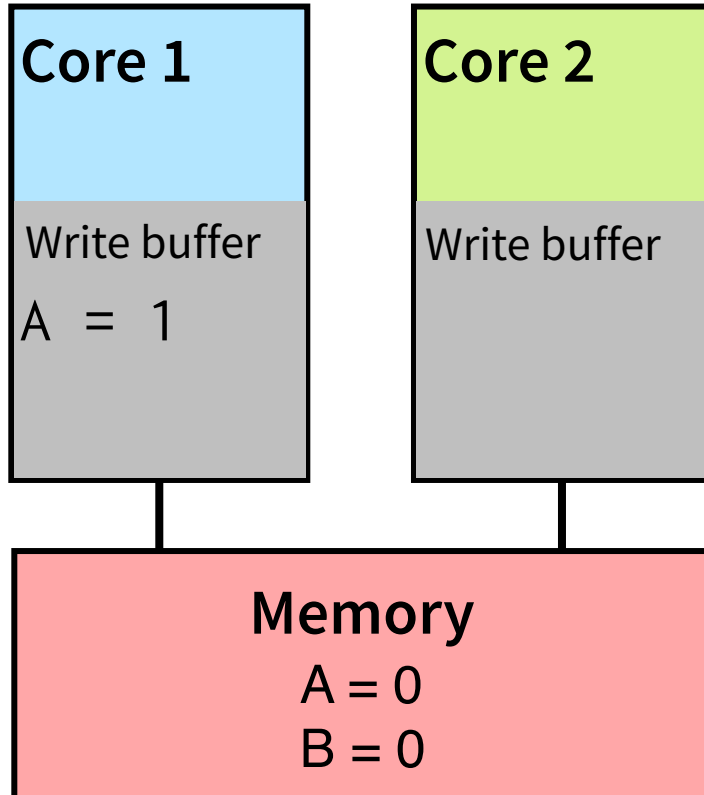 Core 1
Write buffer
A = 1
Core 2
Write buffer
Memory
A = 0
B = 0